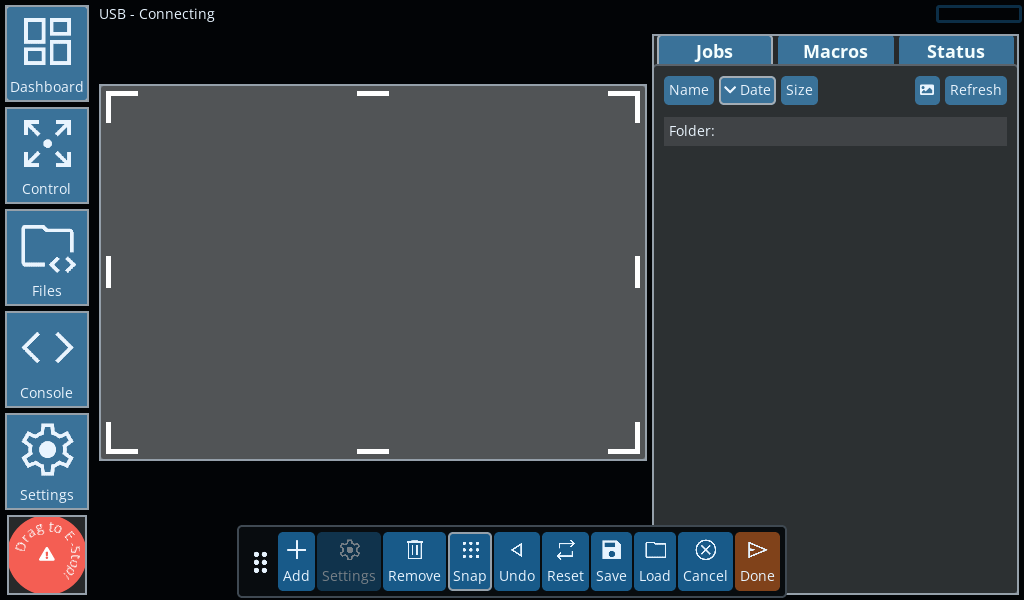 USB - Connecting
Dashboard
Control
Files
Console
Settings
Drag to E-Stop!
Jobs Macros Status
Name Date Size Refresh
Folder:
Add Settings Remove Snap Undo Reset Save Load Cancel Done